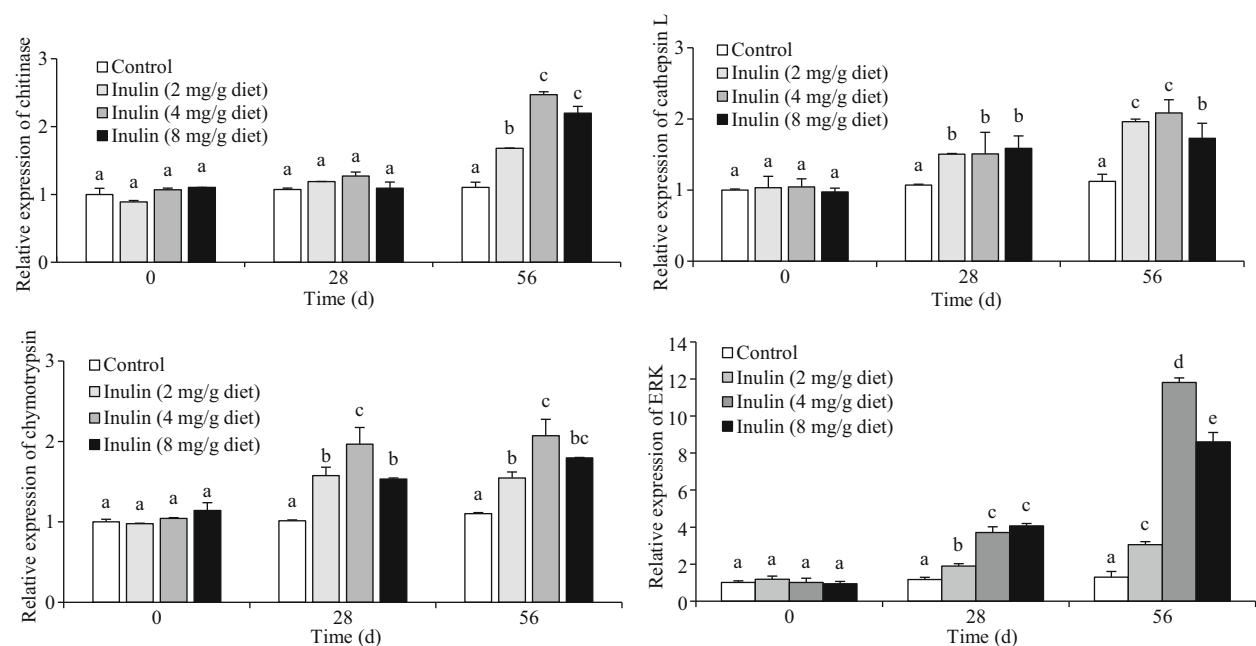 Relative expression of chitinase
3
2
1
0
Control
Inulin (2 mg/g diet)
Inulin (4 mg/g diet)
Inulin (8 mg/g diet)
a a a a
a a a a
a b c c
0 28 56
Time (d)
Relative expression of cathepsin L
3
2
1
0
Control
Inulin (2 mg/g diet)
Inulin (4 mg/g diet)
Inulin (8 mg/g diet)
a a a a
a b b b
a c c b
0 28 56
Time (d)
Relative expression of chymotrypsin
3
2
1
0
Control
Inulin (2 mg/g diet)
Inulin (4 mg/g diet)
Inulin (8 mg/g diet)
a a a a
a b c b
a b c bc
0 28 56
Time (d)
Relative expression of ERK
14
12
10
8
6
4
2
0
Control
Inulin (2 mg/g diet)
Inulin (4 mg/g diet)
Inulin (8 mg/g diet)
a a a a
a b c c
a c d e
0 28 56
Time (d)